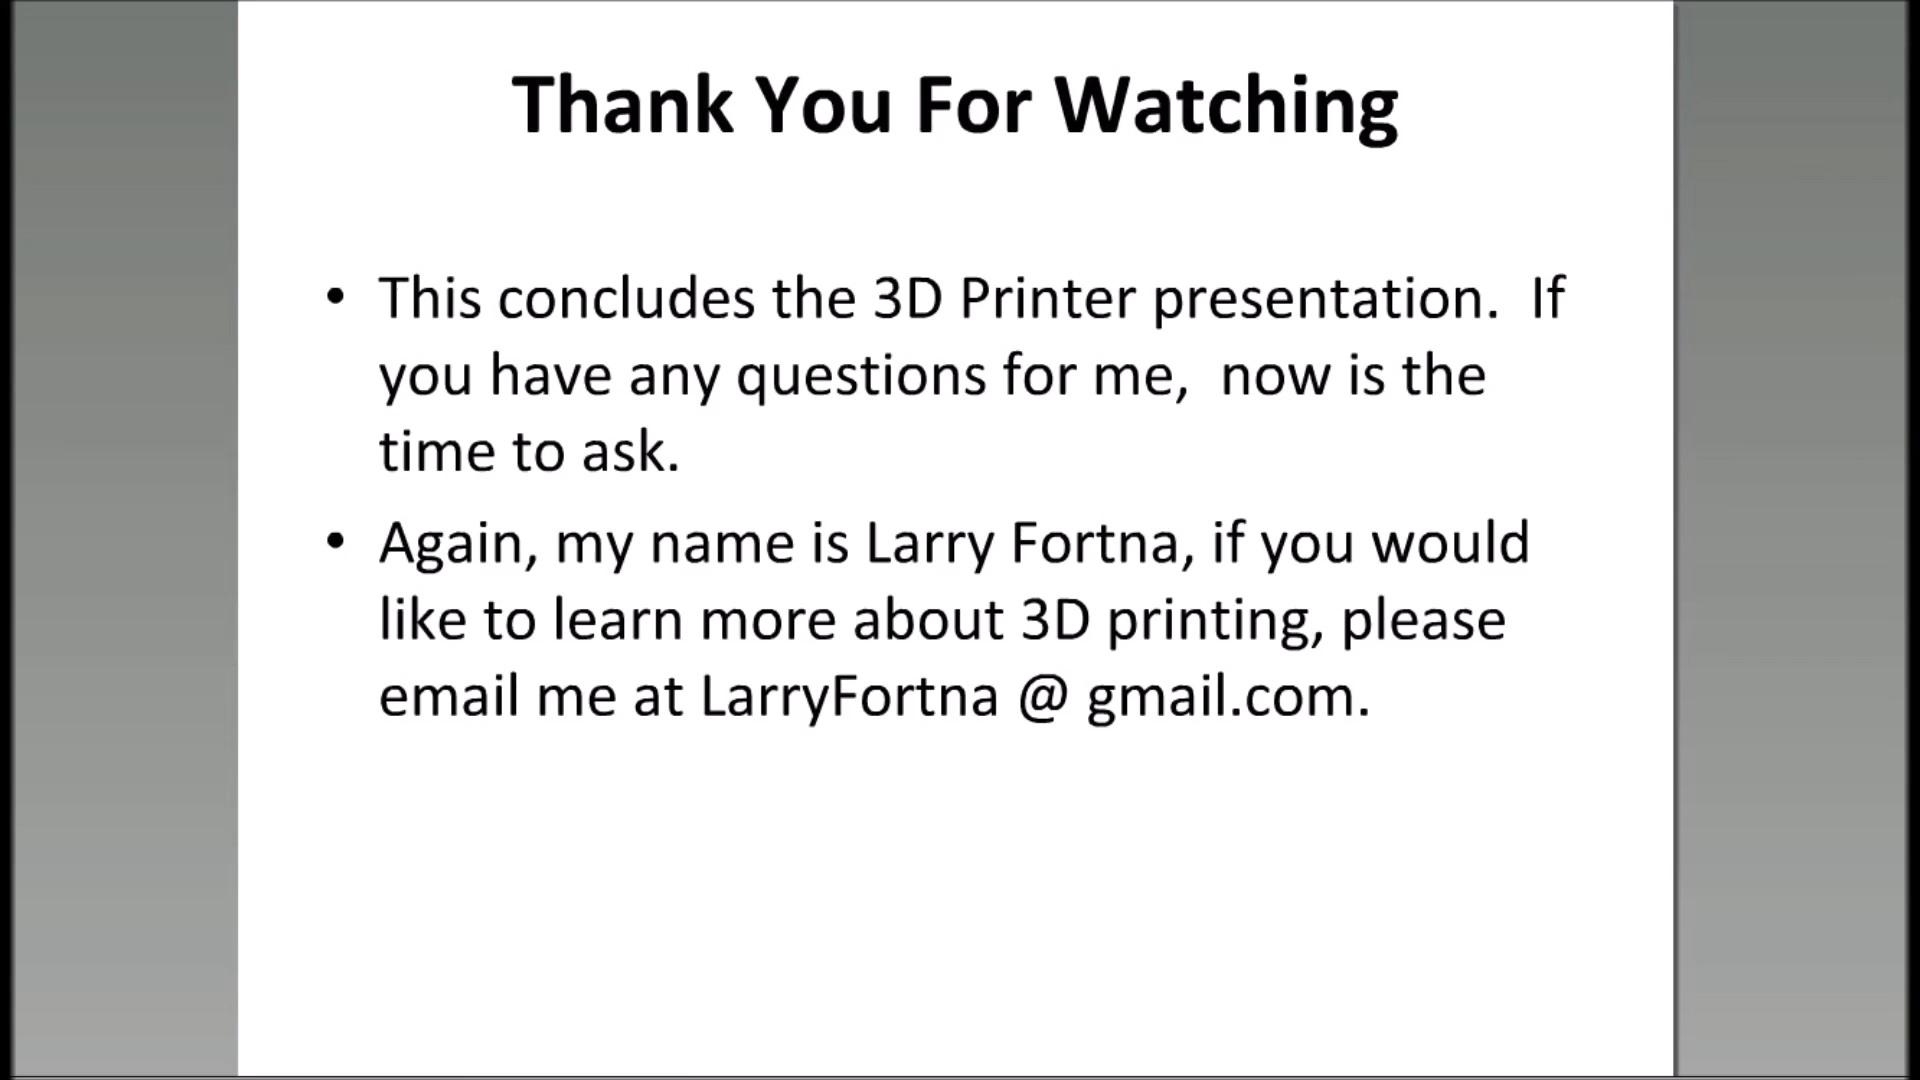 Thank You For Watching
• This concludes the 3D Printer presentation.  If
you have any questions for me,  now is the
time to ask.
• Again, my name is Larry Fortna, if you would
like to learn more about 3D printing, please
email me at LarryFortna @ gmail.com.